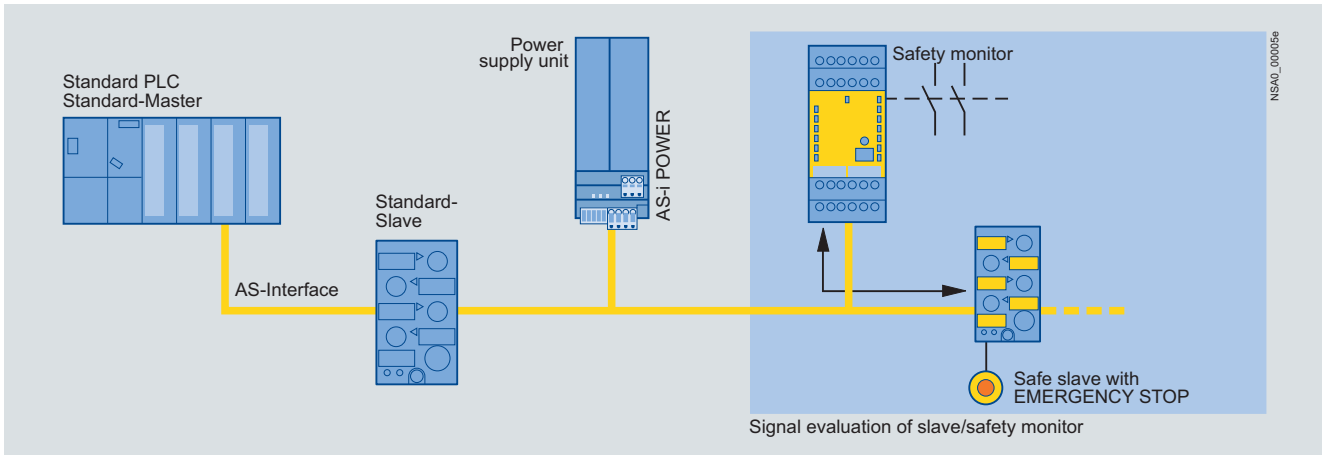 Standard PLC
Standard-Master
Power
supply unit
AS-i POWER
Safety monitor
NSA0_00005e
Standard-
Slave
AS-Interface
Safe slave with
EMERGENCY STOP
Signal evaluation of slave/safety monitor